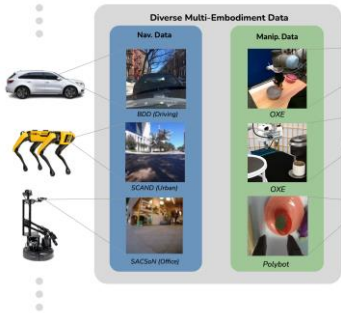 Diverse Multi-Embodiment Data
Nav. Data
Manip. Data
BDD (Driving)
OXE
SCAND (Urban)
OXE
SACSoN (Office)
Polybot